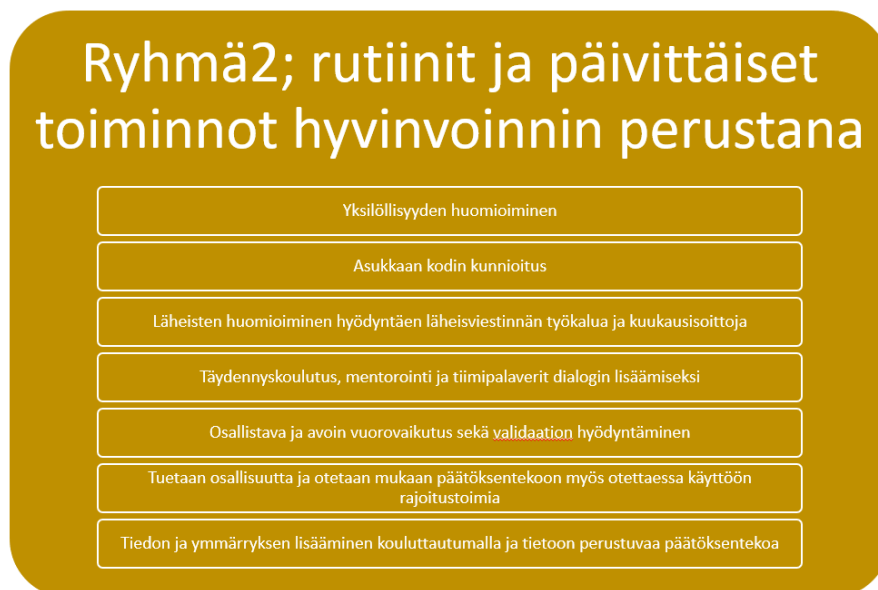 Ryhmä2; rutiinit ja päivittäiset
toiminnot hyvinvoinnin perustana
Yksilöllisyyden huomioiminen
Asukkaan kodin kunnioitus
Läheisten huomioiminen hyödyntäen läheisviestinnän työkalua ja kuukausisoittoja
Täydennyskoulutus, mentorointi ja tiimipalaverit dialogin lisäämiseksi
Osallistava ja avoin vuorovaikutus sekä validaation hyödyntäminen
Tuetaan osallisuutta ja otetaan mukaan päätöksentekoon myös otettaessa käyttöön
rajoitustoimia
Tiedon ja ymmärryksen lisääminen kouluttautumalla ja tietoon perustuvaa päätöksentekoa